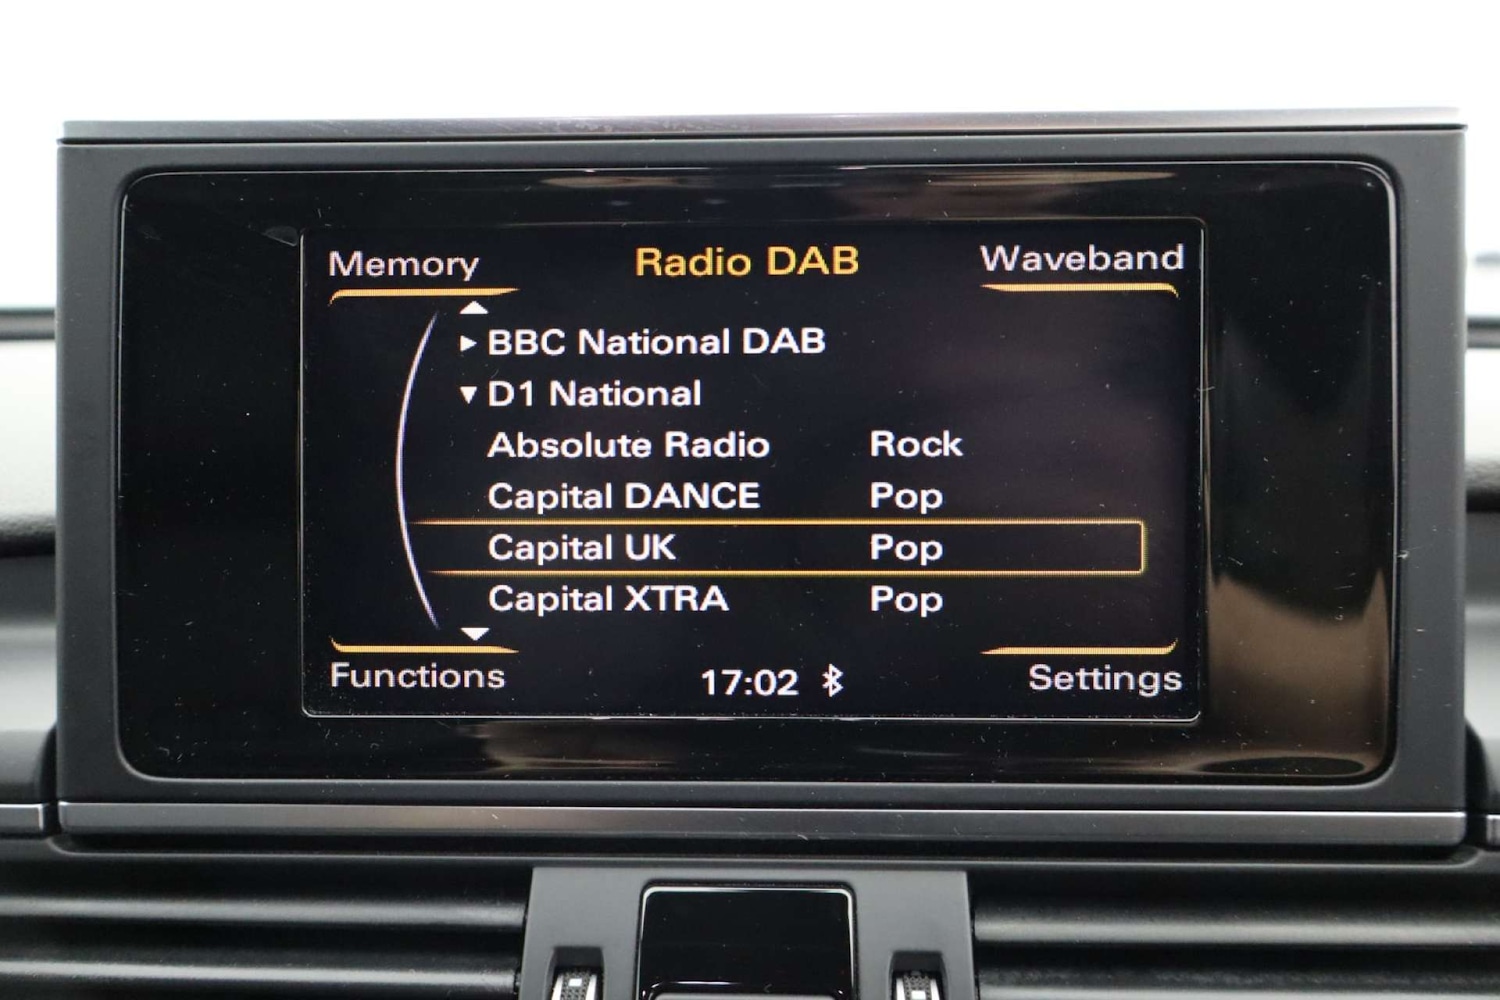 Memory Radio DAB Waveband
BBC National DAB
D1 National
Absolute Radio Rock
Capital DANCE Pop
Capital UK Pop
Capital XTRA Pop
Functions 17:02 Settings